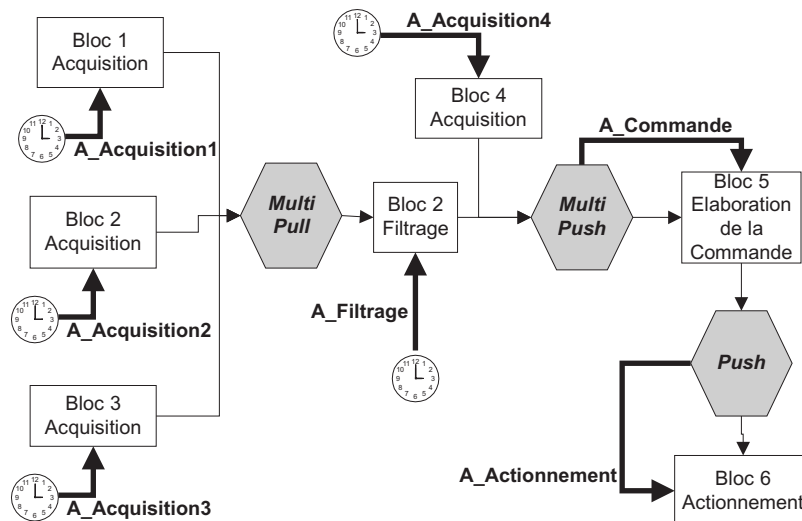 Bloc 1
Acquisition
A_Acquisition1
Bloc 2
Acquisition
A_Acquisition2
Bloc 3
Acquisition
A_Acquisition3
Multi
Pull
Bloc 2
Filtrage
A_Filtrage
A_Acquisition4
Bloc 4
Acquisition
Multi
Push
A_Commande
Bloc 5
Elaboration
de la
Commande
Push
A_Actionnement
Bloc 6
Actionnement